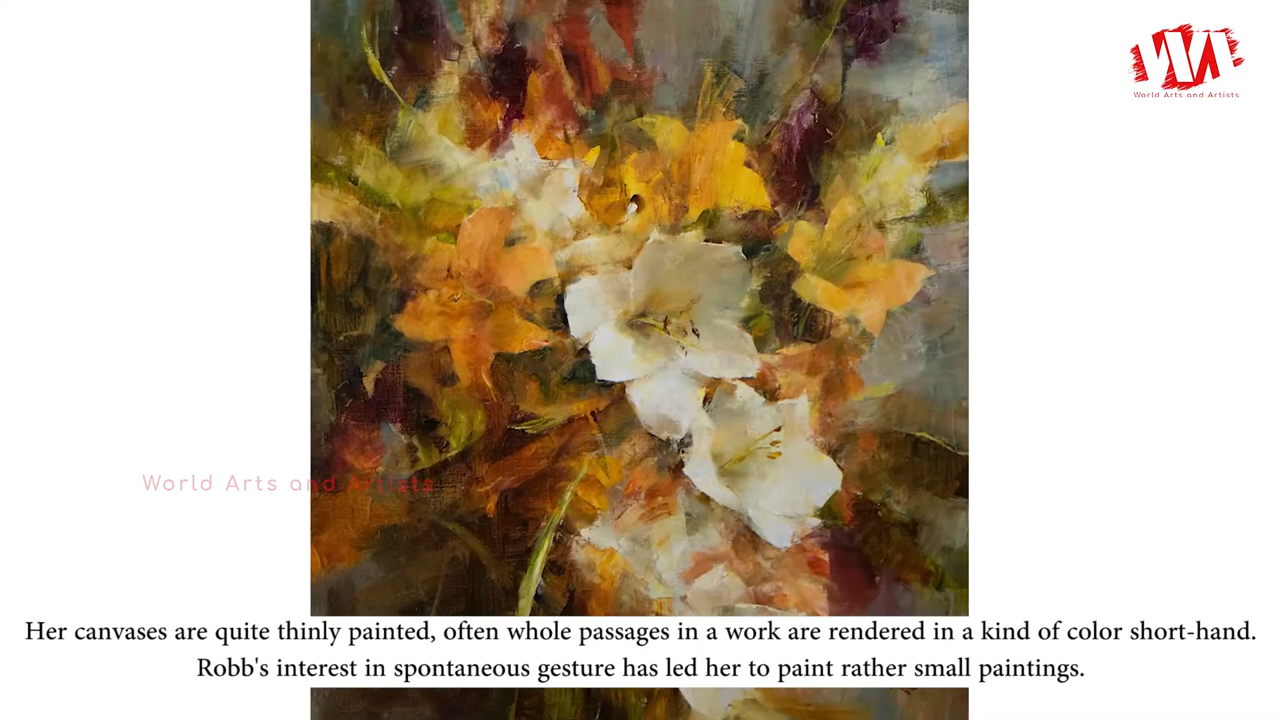 World Arts and Artists
World Arts and Artists
Her canvases are quite thinly painted, often whole passages in a work are rendered in a kind of color short-hand.
Robb's interest in spontaneous gesture has led her to paint rather small paintings.